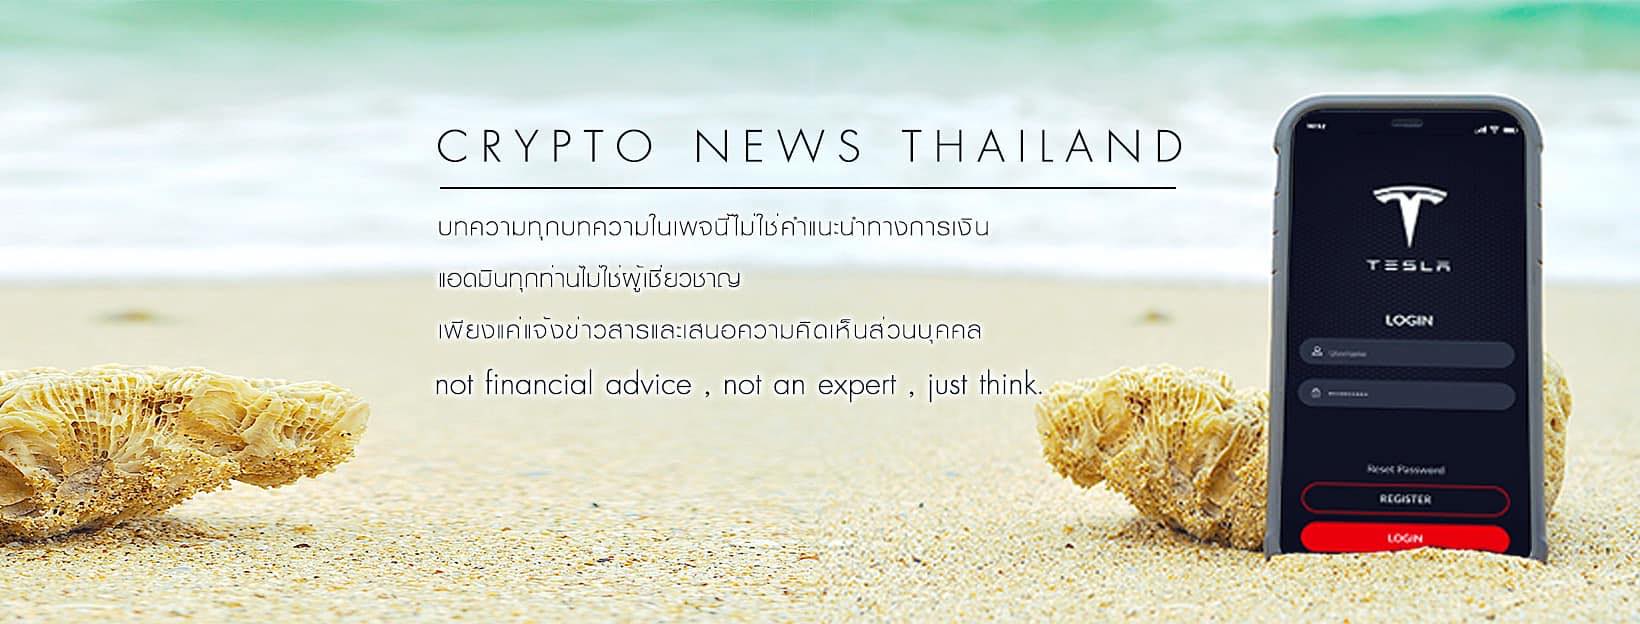 CRYPTO NEWS THAILAND
บทความทุกบทความในเพจนี้ไม่ใช่คำแนะนำทางการเงิน
แอดมินทุกท่านไม่ใช่ผู้เชี่ยวชาญ
เพียงแค่แจ้งข่าวสารและเสนอความคิดเห็นส่วนบุคคล
not financial advice , not an expert , just think.
TESLA
LOGIN
Username
Reset Password
REGISTER
LOGIN